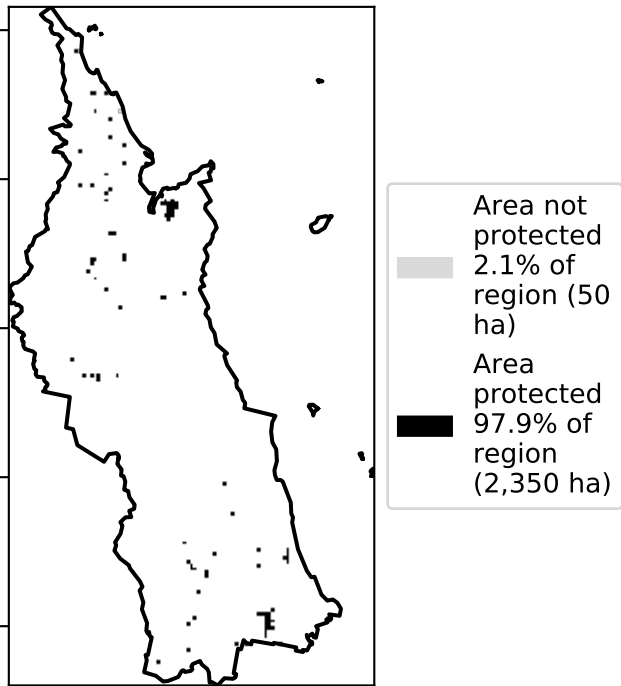 Area not
protected
2.1% of
region (50
ha)
Area
protected
97.9% of
region
(2,350 ha)